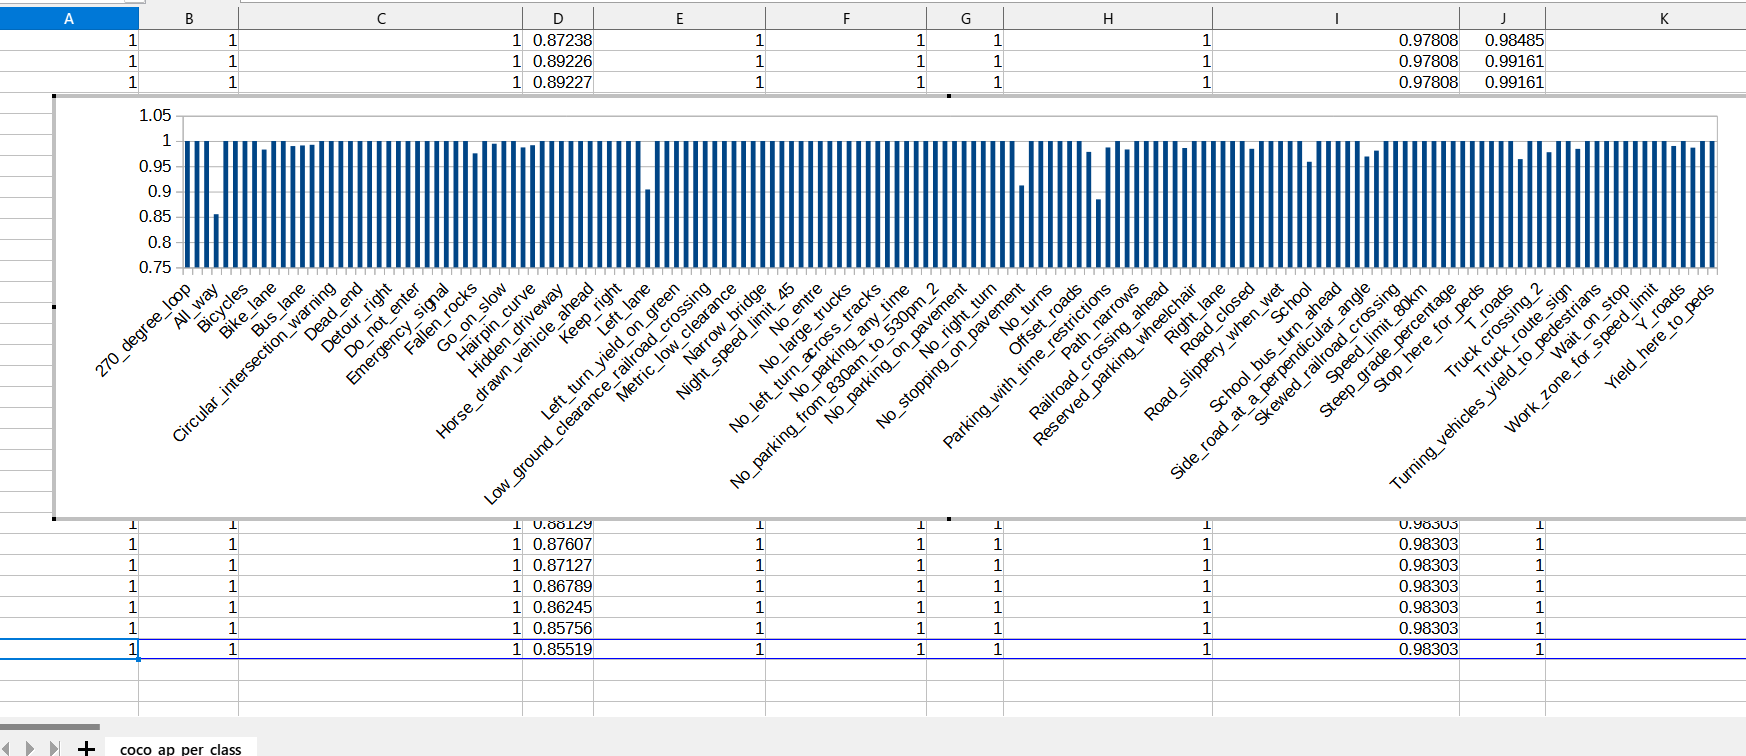 A B C D E F G H I J K
1 1 1 0.87238 1 1 1 1 0.97808 0.98485
1 1 1 0.89226 1 1 1 1 0.97808 0.99161
1 1 1 0.89227 1 1 1 1 0.97808 0.99161
1.05
1
0.95
0.9
0.85
0.8
0.75
270_degree_loop
All_way
Bicycles
Bike_lane
Bus_lane
Circular_intersection_warning
Dead_end
Detour_right
Do_not_enter
Emergency_signal
Fallen_rocks
Go_on_slow
Hairpin_curve
Hidden_driveway
Horse_drawn_vehicle_ahead
Keep_right
Left_lane
Left_turn_yield_on_green
Low_ground_clearance_railroad_crossing
Metric_low_clearance
Narrow_bridge
Night_speed_limit_45
No_entre
No_large_trucks
No_left_turn_across_tracks
No_parking_any_time
No_parking_from_830am_to_530pm_2
No_parking_on_pavement
No_right_turn
No_stopping_on_pavement
No_turns
Offset_roads
Parking_with_time_restrictions
Path_narrows
Railroad_crossing_ahead
Reserved_parking_wheelchair
Right_lane
Road_closed
Road_slippery_when_wet
School
School_bus_turn_ahead
Side_road_at_a_perpendicular_angle
Skewed_railroad_crossing
Speed_limit_80km
Steep_grade_percentage
Stop_here_for_peds
T_roads
Truck_crossing_2
Truck_route_sign
Turning_vehicles_yield_to_pedestrians
Wait_on_stop
Work_zone_for_speed_limit
Y_roads
Yield_here_to_peds
1 1 1 0.88129 1 1 1 1 0.98303 1
1 1 1 0.87607 1 1 1 1 0.98303 1
1 1 1 0.87127 1 1 1 1 0.98303 1
1 1 1 0.86789 1 1 1 1 0.98303 1
1 1 1 0.86245 1 1 1 1 0.98303 1
1 1 1 0.85756 1 1 1 1 0.98303 1
1 1 1 0.85519 1 1 1 1 0.98303 1
coco_ap_per_class